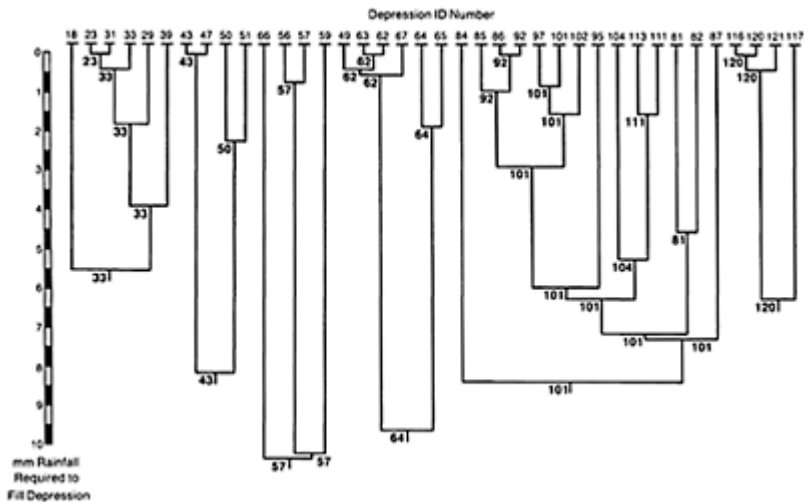 Depression ID Number
18 23 31 33 29 39 43 47 50 51 66 56 57 59 49 63 62 67 64 65 84 85 86 92 97 101 102 95 104 113 111 81 82 87 116 120 121 117
0 23 43 62 92 120
33 62 62 120
1 57 92 101
101 111
2 33 64
50
3 101
4 33
81
5 104
33
6 101 101 120
7 101 101
8 43 101
9
64
10 57 57
mm Rainfall
Required to
Fill Depression